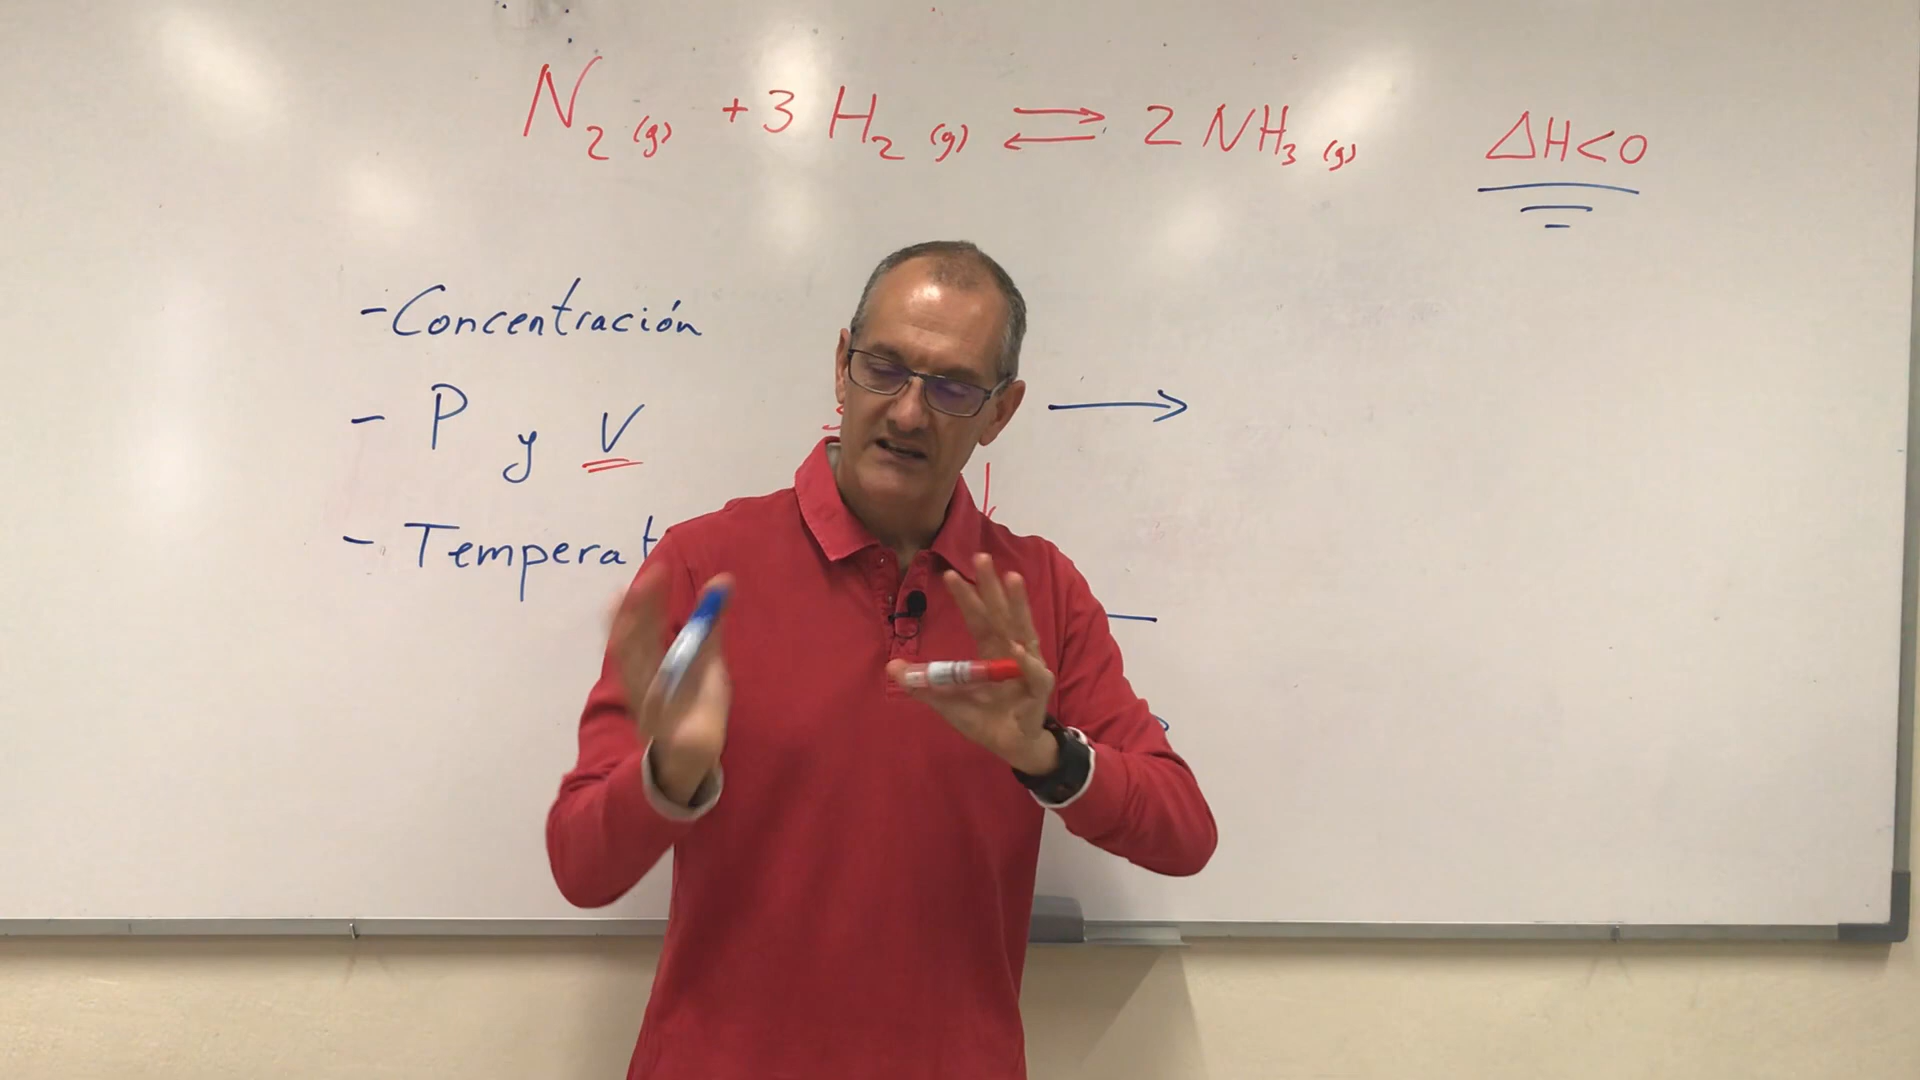 N₂ (g) + 3 H₂ (g) ⇌ 2 NH₃ (g) ΔH<0
- Concentración
- P y V →
- Temperat